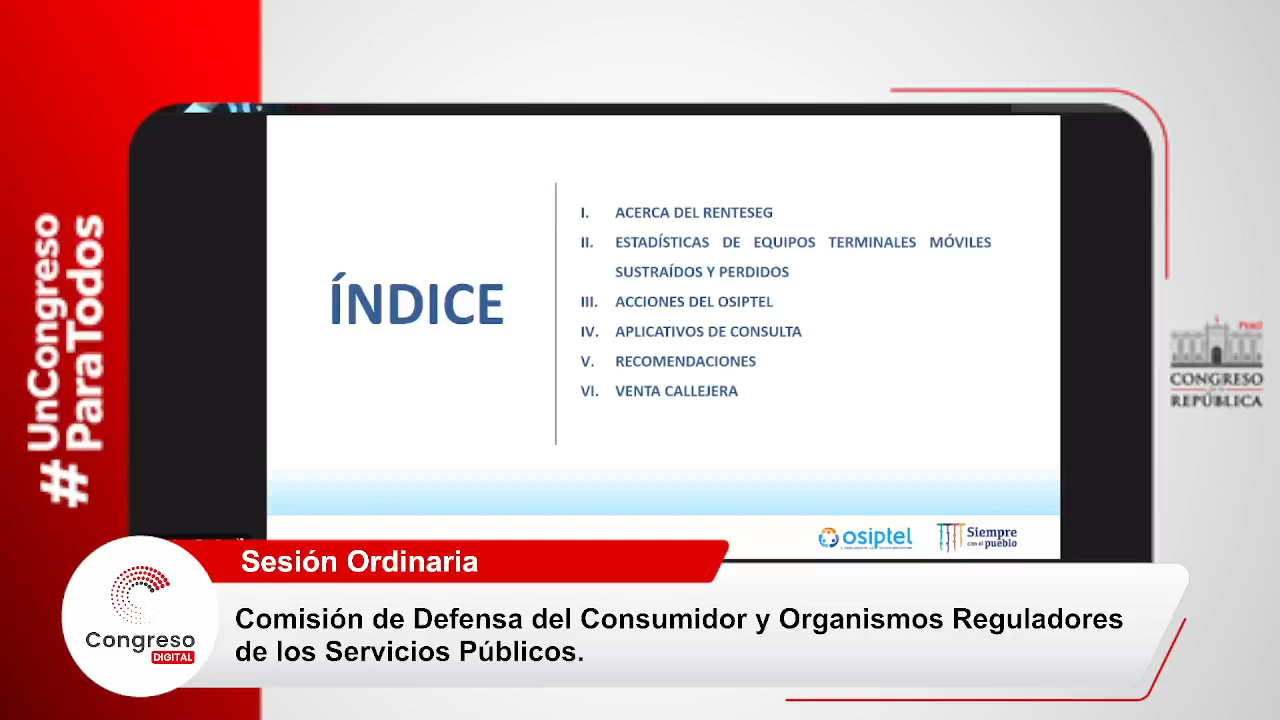 #UnCongreso
ParaTodos
ÍNDICE
I. ACERCA DEL RENTESEG
II. ESTADÍSTICAS DE EQUIPOS TERMINALES MÓVILES
SUSTRAÍDOS Y PERDIDOS
III. ACCIONES DEL OSIPTEL
IV. APLICATIVOS DE CONSULTA
V. RECOMENDACIONES
VI. VENTA CALLEJERA
osiptel
Siempre
con el pueblo
Perú
CONGRESO
REPÚBLICA
Sesión Ordinaria
Comisión de Defensa del Consumidor y Organismos Reguladores
de los Servicios Públicos.
Congreso
DIGITAL